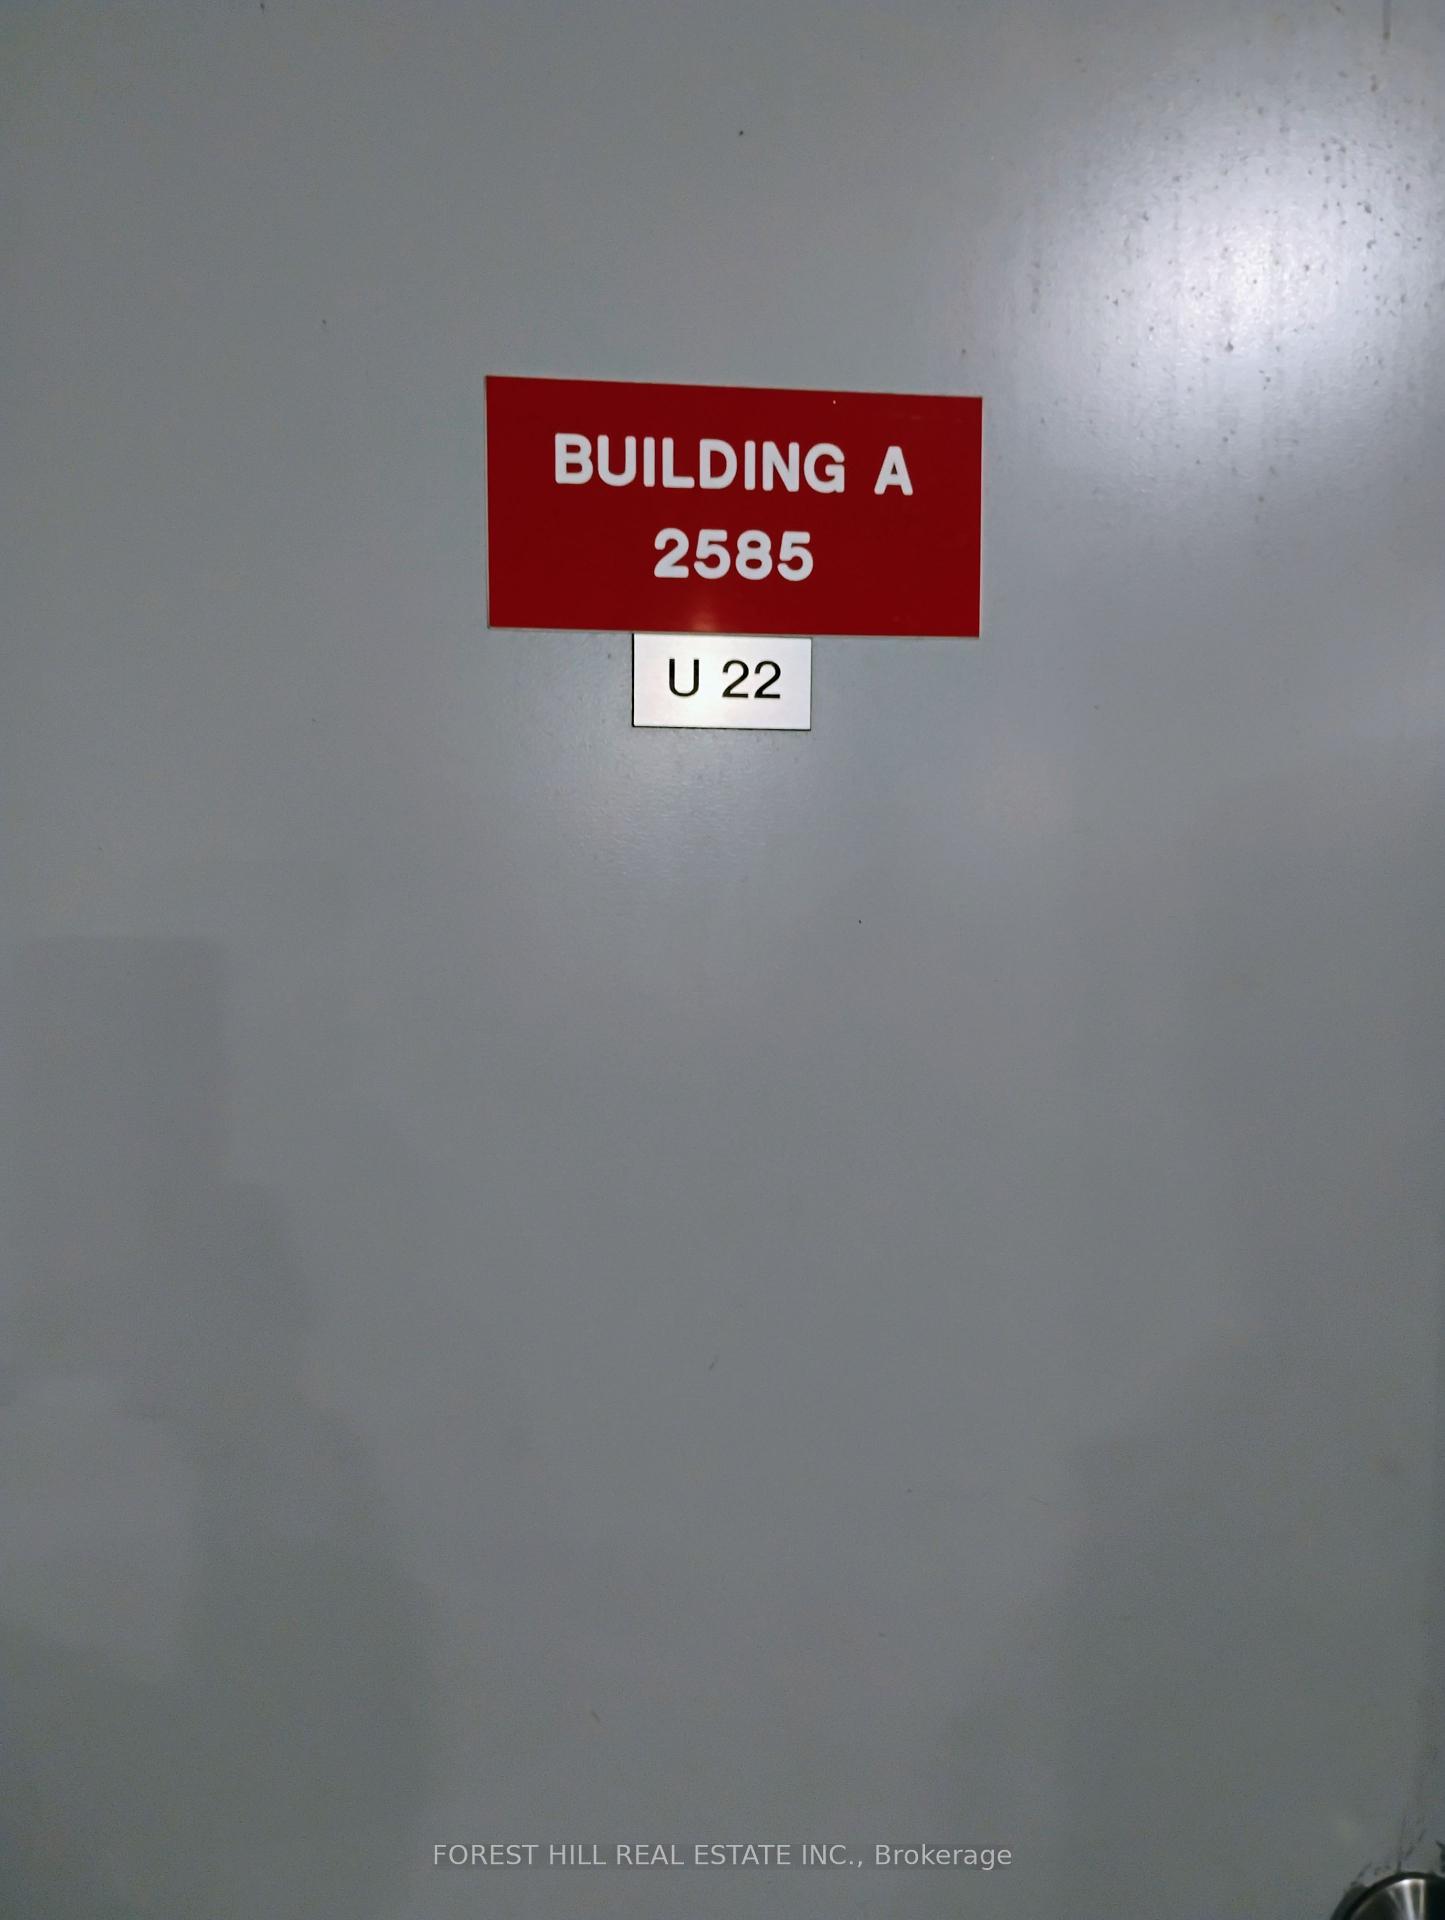 BUILDING A
2585
U 22
FOREST HILL REAL ESTATE INC., Brokerage